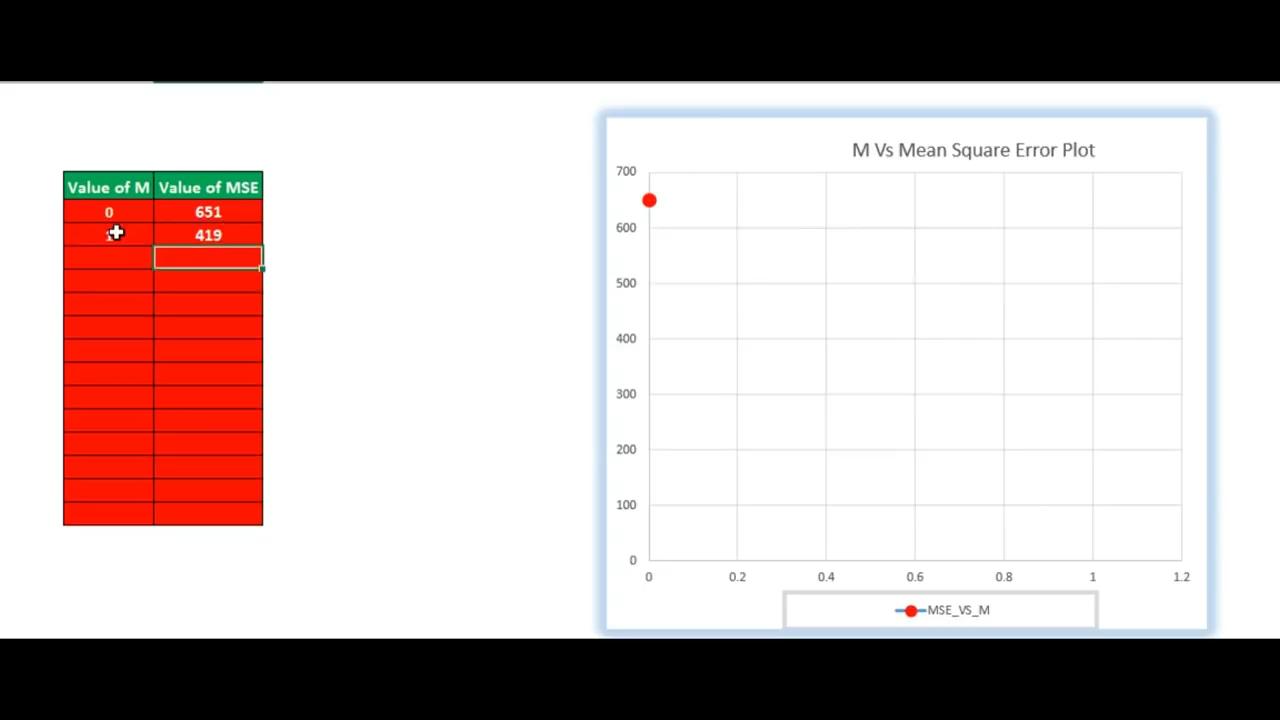 Value of M Value of MSE
0 651
1 419
M Vs Mean Square Error Plot
700
600
500
400
300
200
100
0
0 0.2 0.4 0.6 0.8 1 1.2
MSE_VS_M